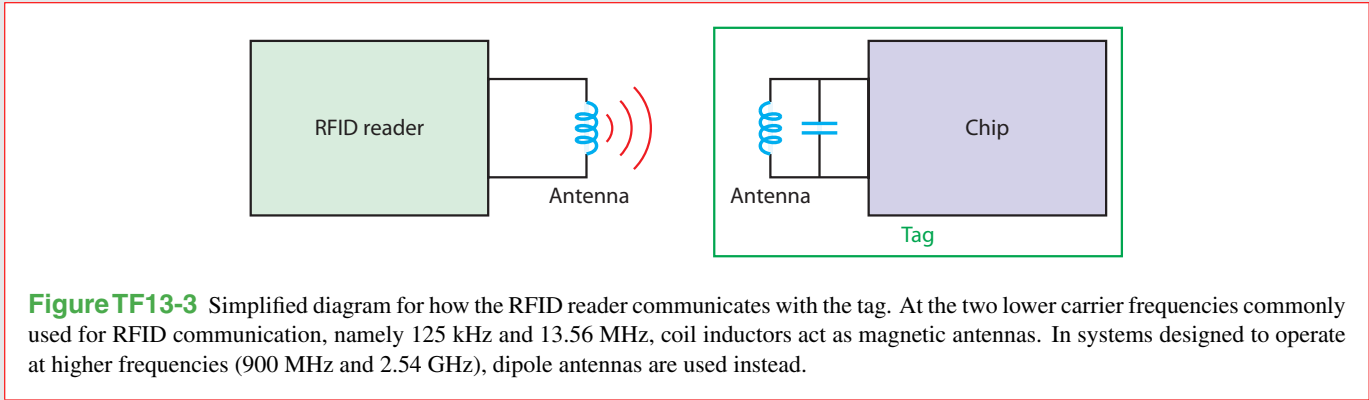 RFID reader
Antenna
Antenna
Chip
Tag
Figure TF13-3 Simplified diagram for how the RFID reader communicates with the tag. At the two lower carrier frequencies commonly
used for RFID communication, namely 125 kHz and 13.56 MHz, coil inductors act as magnetic antennas. In systems designed to operate
at higher frequencies (900 MHz and 2.54 GHz), dipole antennas are used instead.